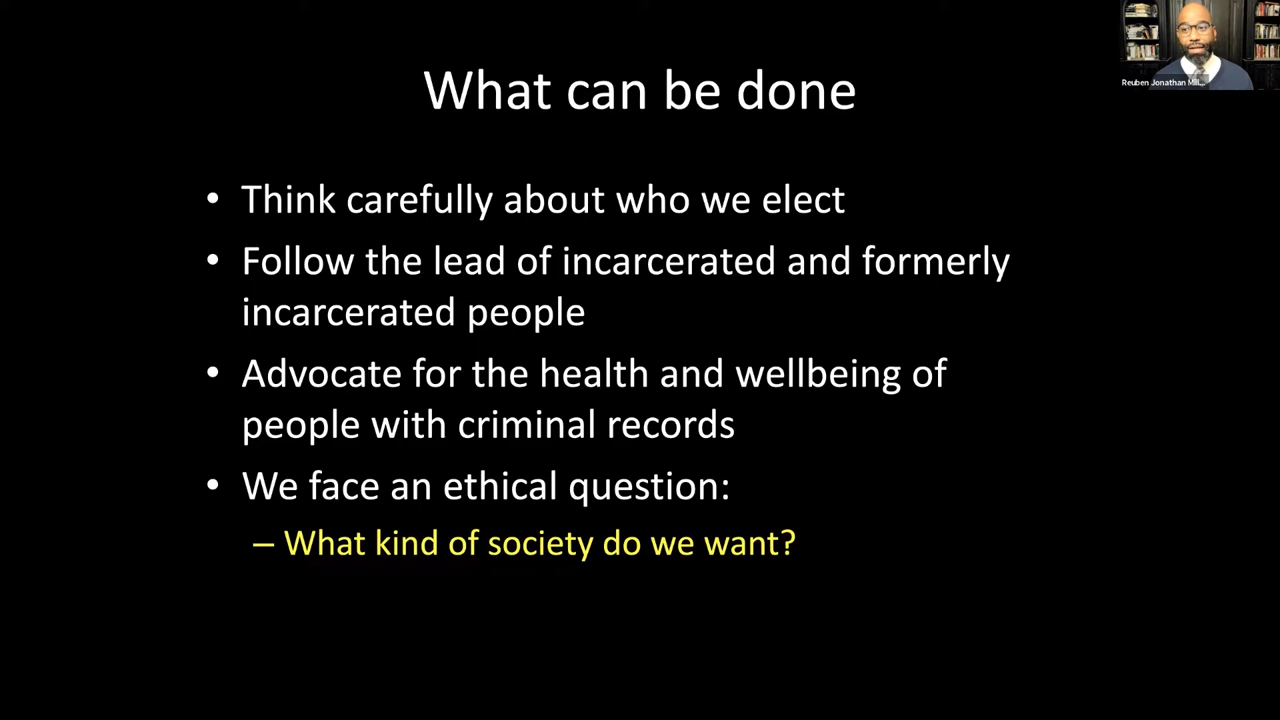 What can be done
Reuben Jonathan Mil...
• Think carefully about who we elect
• Follow the lead of incarcerated and formerly
incarcerated people
• Advocate for the health and wellbeing of
people with criminal records
• We face an ethical question:
– What kind of society do we want?